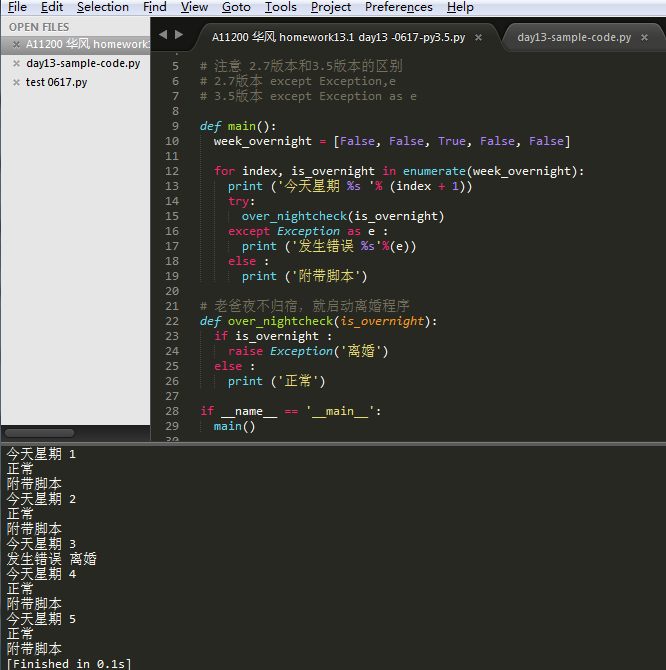 File Edit Selection Find View Goto Tools Project Preferences Help
OPEN FILES
A11200 华风 homework1
day13-sample-code.py
test 0617.py
A11200 华风 homework13.1 day13 -0617-py3.5.py
day13-sample-code.py
5 # 注意 2.7版本和3.5版本的区别
6 # 2.7版本 except Exception,e
7 # 3.5版本 except Exception as e
8
9 def main():
10 week_overnight = [False, False, True, False, False]
11
12 for index, is_overnight in enumerate(week_overnight):
13 print ('今天星期 %s '% (index + 1))
14 try:
15 over_nightcheck(is_overnight)
16 except Exception as e :
17 print ('发生错误 %s'%(e))
18 else :
19 print ('附带脚本')
20
21 # 老爸夜不归宿，就启动离婚程序
22 def over_nightcheck(is_overnight):
23 if is_overnight :
24 raise Exception('离婚')
25 else :
26 print ('正常')
27
28 if __name__ == '__main__':
29 main()
30
今天星期 1
正常
附带脚本
今天星期 2
正常
附带脚本
今天星期 3
发生错误 离婚
今天星期 4
正常
附带脚本
今天星期 5
正常
附带脚本
[Finished in 0.1s]